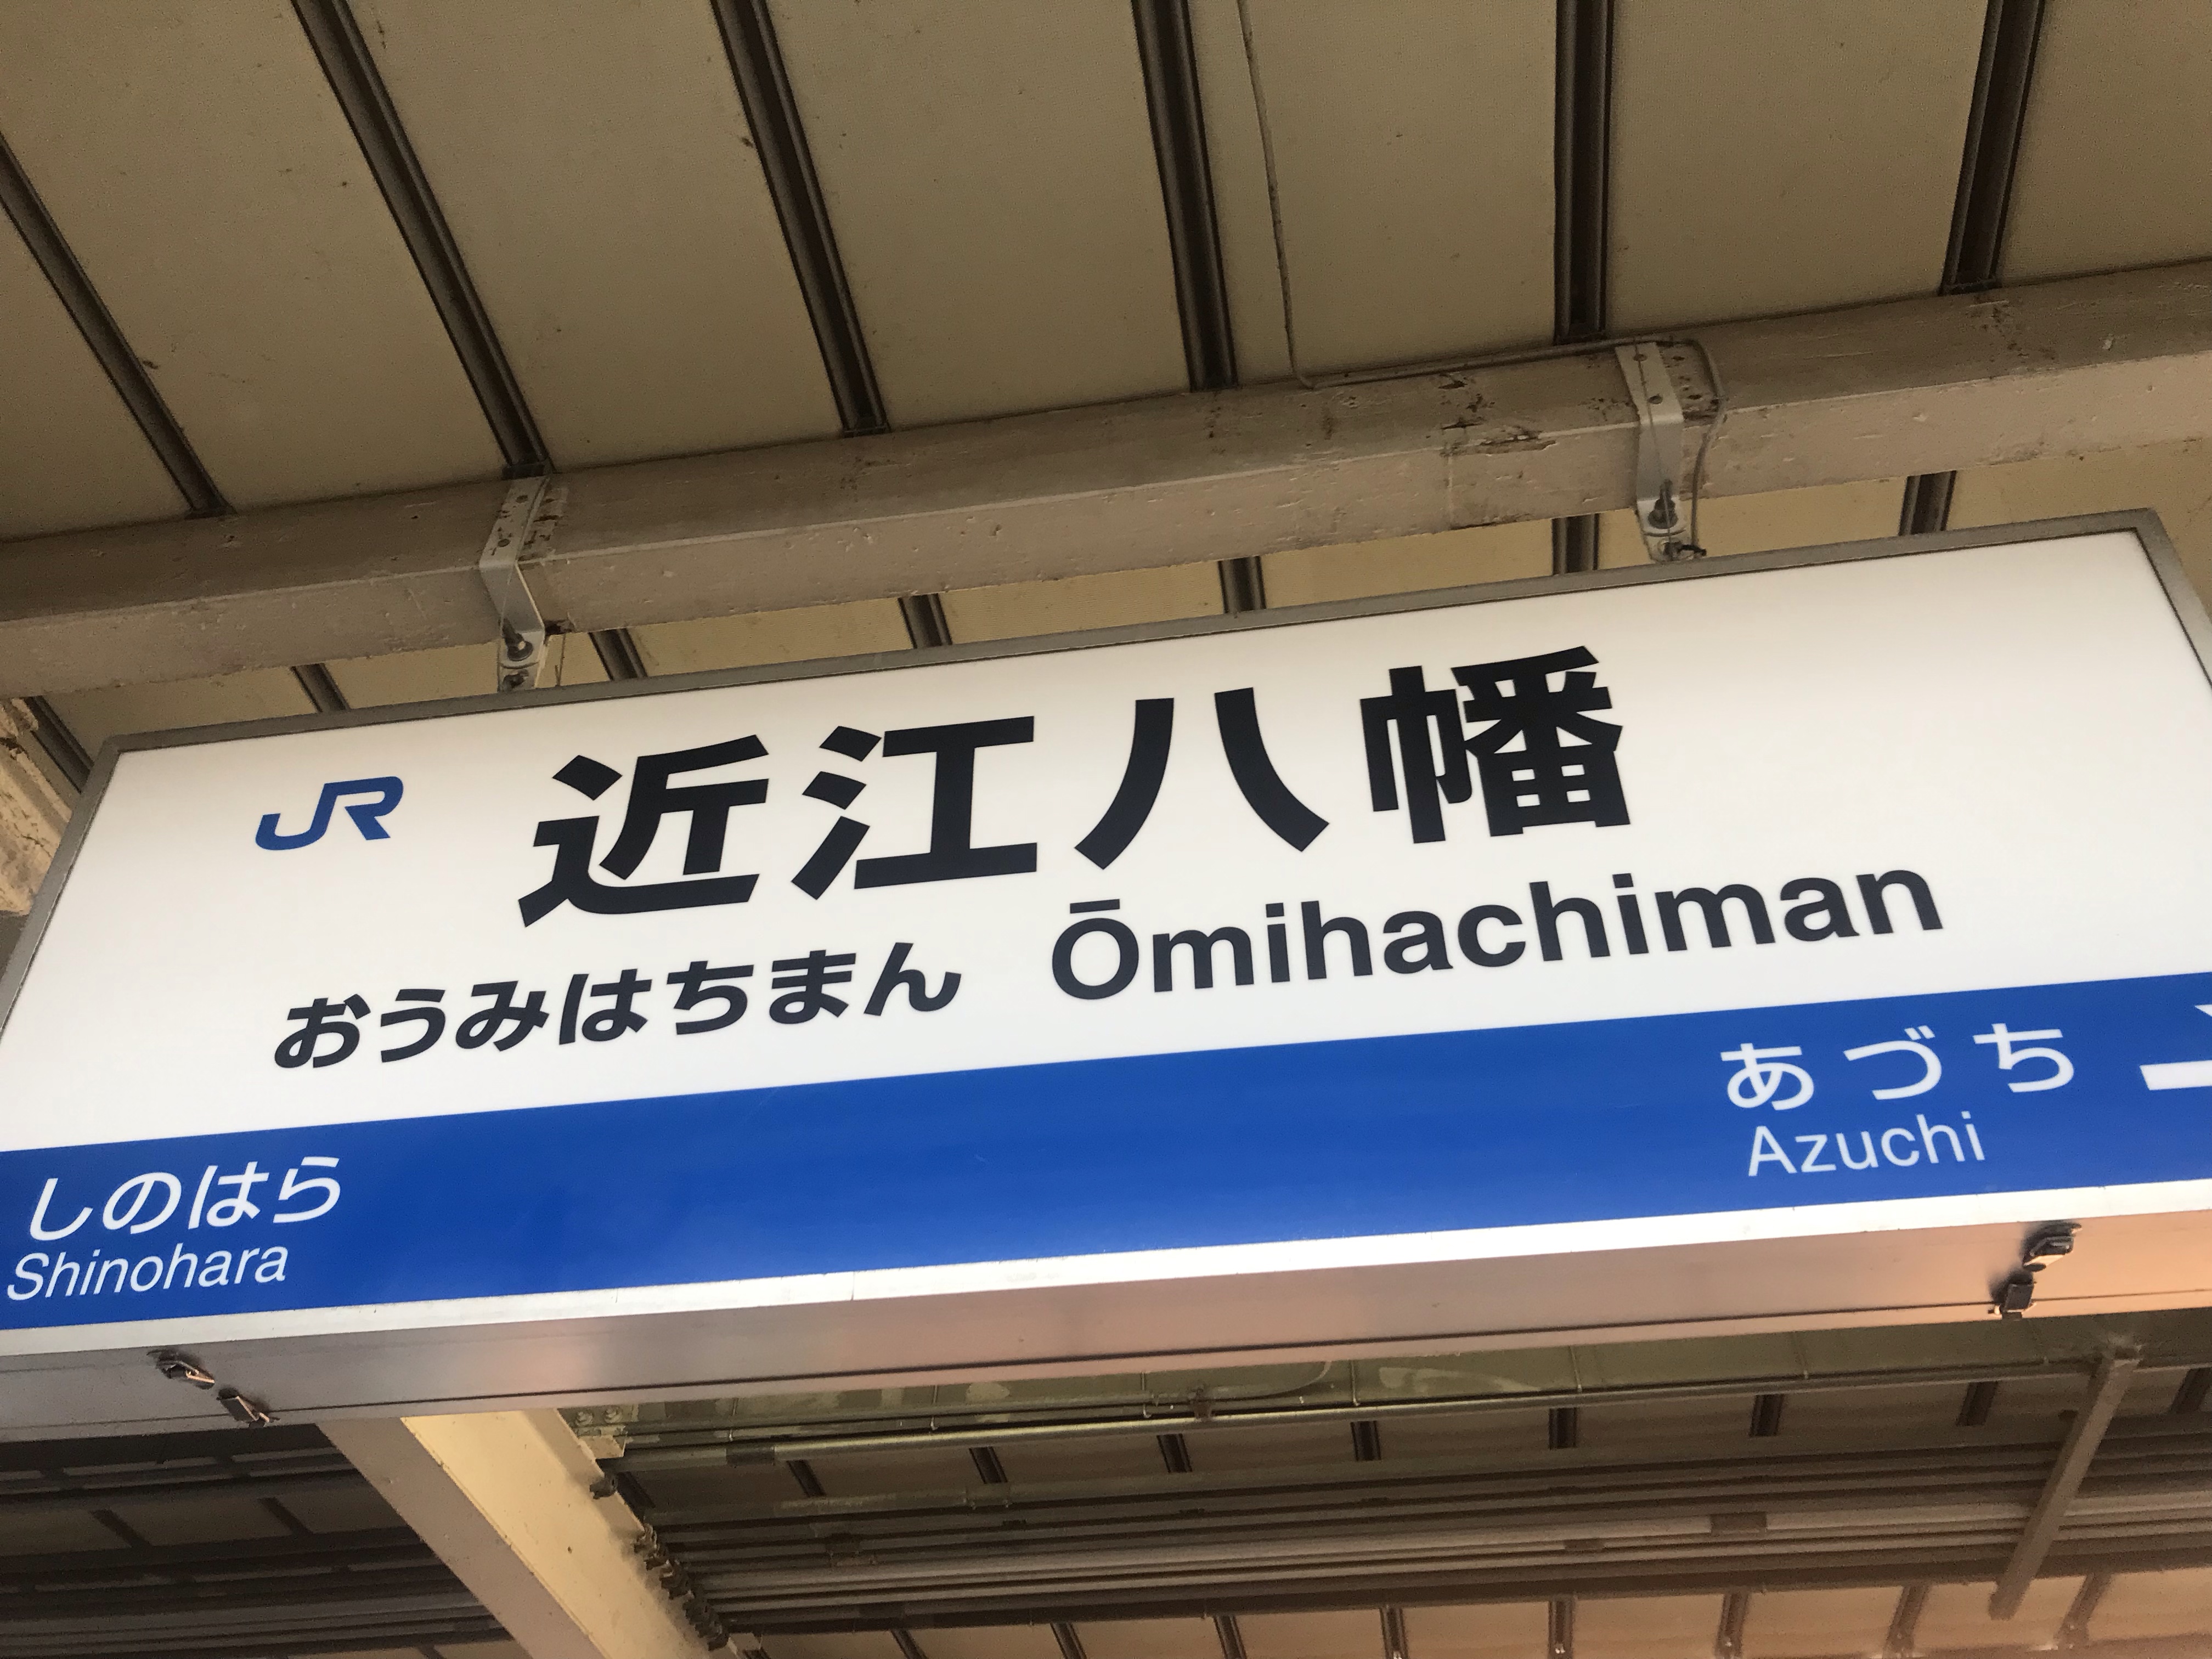 JR 近江八幡
おうみはちまん Ōmihachiman
あづち
Azuchi
しのはら
Shinohara